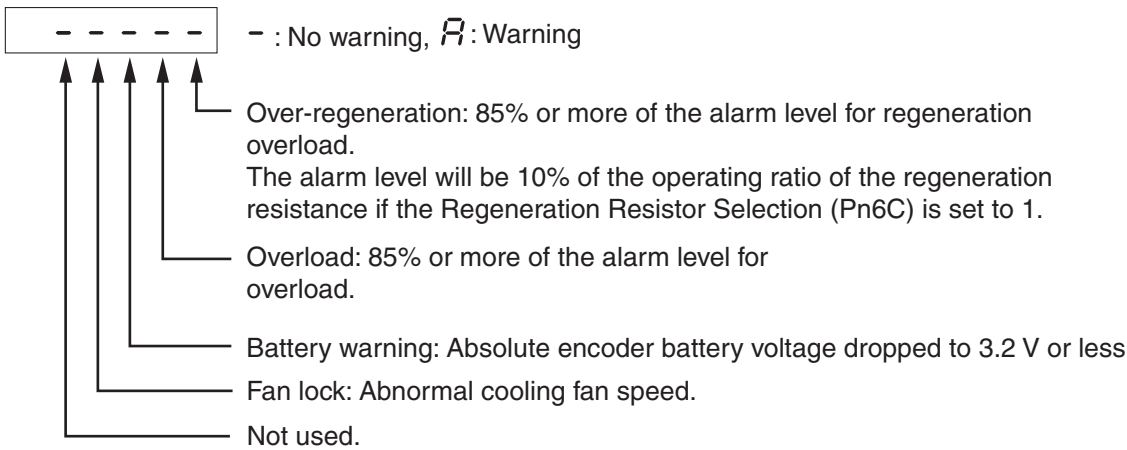 - - - - -
- : No warning, A : Warning
Over-regeneration: 85% or more of the alarm level for regeneration
overload.
The alarm level will be 10% of the operating ratio of the regeneration
resistance if the Regeneration Resistor Selection (Pn6C) is set to 1.
Overload: 85% or more of the alarm level for
overload.
Battery warning: Absolute encoder battery voltage dropped to 3.2 V or less
Fan lock: Abnormal cooling fan speed.
Not used.